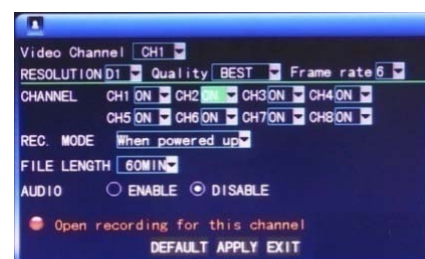 Video Channel CH1
RESOLUTION D1 Quality BEST Frame rate 6
CHANNEL CH1 ON CH2 ON CH3 ON CH4 ON
CH5 ON CH6 ON CH7 ON CH8 ON
REC. MODE When powered up
FILE LENGTH 60MIN
AUDIO ENABLE DISABLE
Open recording for this channel
DEFAULT APPLY EXIT